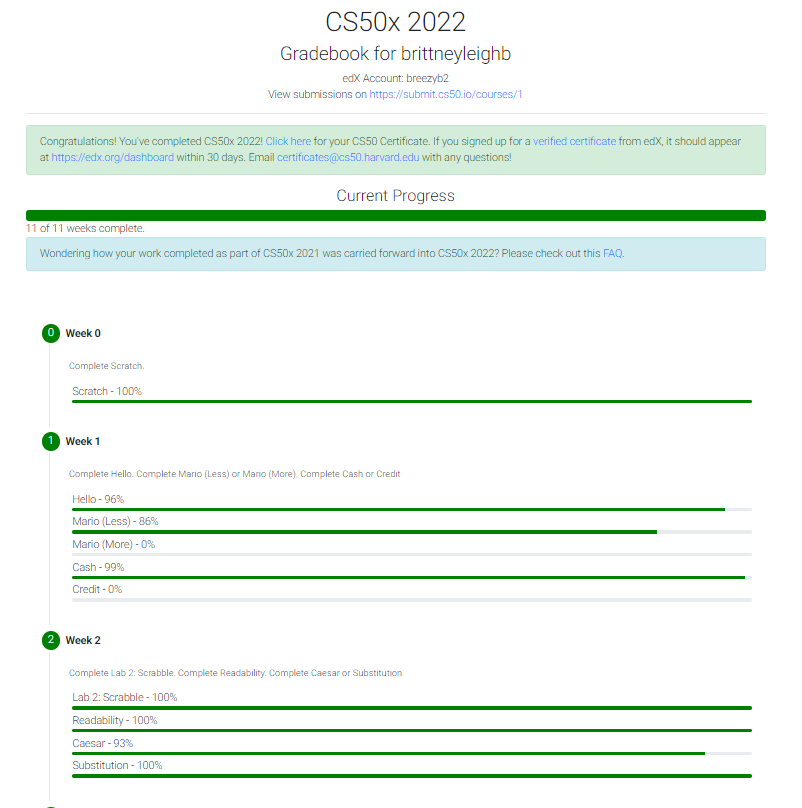 CS50x 2022
Gradebook for brittneyleighb
edX Account: breezyb2
View submissions on https://submit.cs50.io/courses/1
Congratulations! You've completed CS50x 2022! Click here for your CS50 Certificate. If you signed up for a verified certificate from edX, it should appear
at https://edx.org/dashboard within 30 days. Email certificates@cs50.harvard.edu with any questions!
Current Progress
11 of 11 weeks complete.
Wondering how your work completed as part of CS50x 2021 was carried forward into CS50x 2022? Please check out this FAQ.
0 Week 0
Complete Scratch.
Scratch - 100%
1 Week 1
Complete Hello. Complete Mario (Less) or Mario (More). Complete Cash or Credit
Hello - 96%
Mario (Less) - 86%
Mario (More) - 0%
Cash - 99%
Credit - 0%
2 Week 2
Complete Lab 2: Scrabble. Complete Readability. Complete Caesar or Substitution
Lab 2: Scrabble - 100%
Readability - 100%
Caesar - 93%
Substitution - 100%